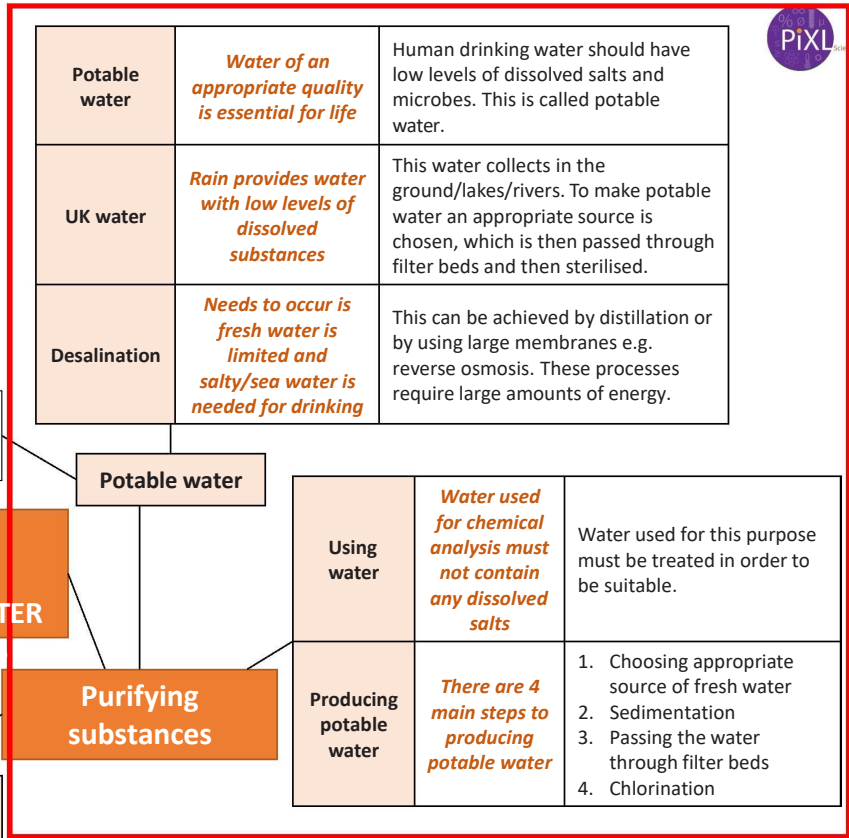 PiXL
Potable
water
Water of an
appropriate quality
is essential for life
Human drinking water should have
low levels of dissolved salts and
microbes. This is called potable
water.
UK water
Rain provides water
with low levels of
dissolved
substances
This water collects in the
ground/lakes/rivers. To make potable
water an appropriate source is
chosen, which is then passed through
filter beds and then sterilised.
Desalination
Needs to occur is
fresh water is
limited and
salty/sea water is
needed for drinking
This can be achieved by distillation or
by using large membranes e.g.
reverse osmosis. These processes
require large amounts of energy.
Potable water
Using
water
Water used
for chemical
analysis must
not contain
any dissolved
salts
Water used for this purpose
must be treated in order to
be suitable.
TER
Purifying
substances
Producing
potable
water
There are 4
main steps to
producing
potable water
1. Choosing appropriate
source of fresh water
2. Sedimentation
3. Passing the water
through filter beds
4. Chlorination